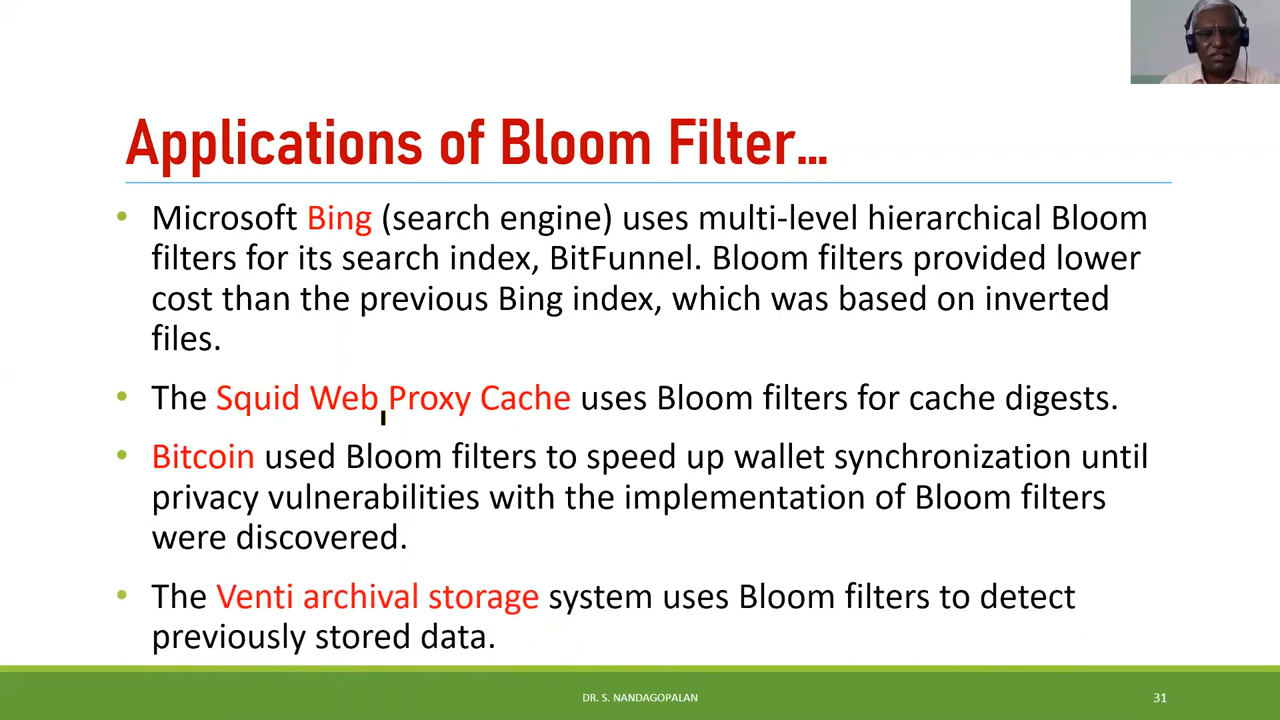 Applications of Bloom Filter...
• Microsoft Bing (search engine) uses multi-level hierarchical Bloom
filters for its search index, BitFunnel. Bloom filters provided lower
cost than the previous Bing index, which was based on inverted
files.
• The Squid Web Proxy Cache uses Bloom filters for cache digests.
• Bitcoin used Bloom filters to speed up wallet synchronization until
privacy vulnerabilities with the implementation of Bloom filters
were discovered.
• The Venti archival storage system uses Bloom filters to detect
previously stored data.
DR. S. NANDAGOPALAN
31